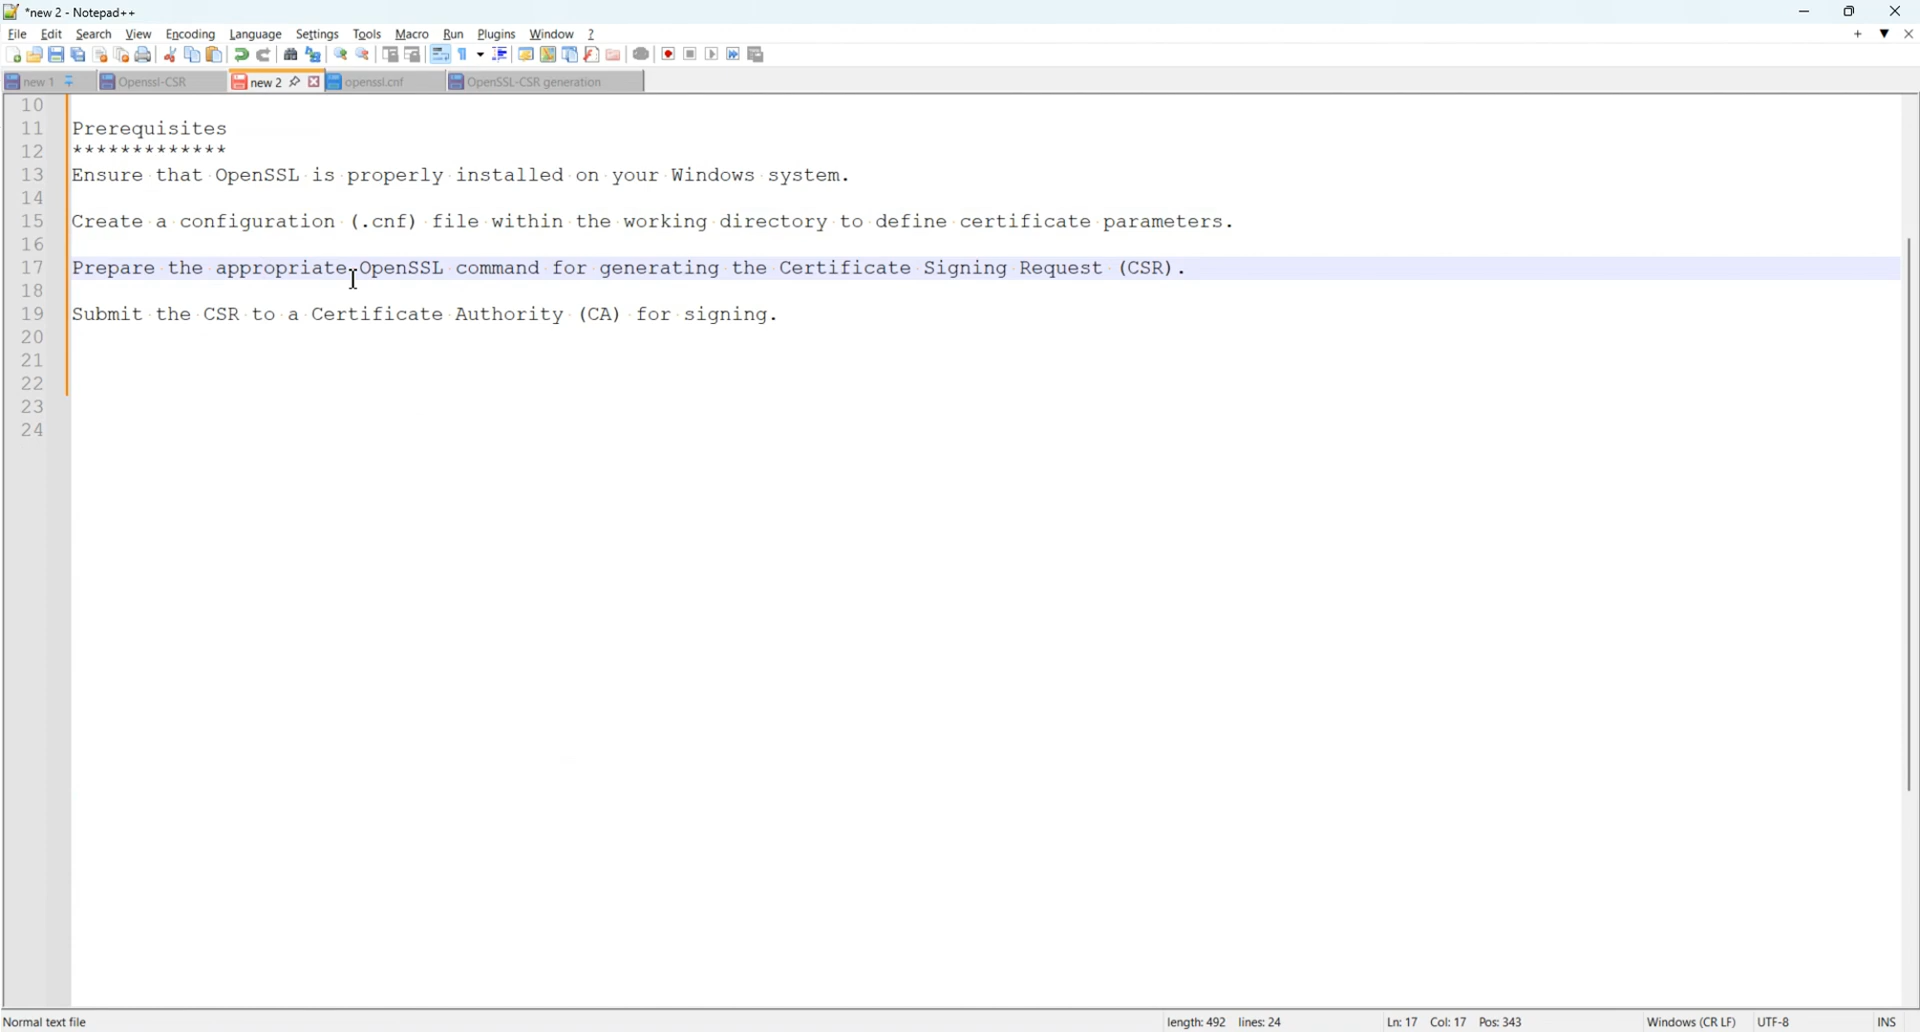 *new 2 - Notepad++
File Edit Search View Encoding Language Settings Tools Macro Run Plugins Window ?
new 1 Openssl-CSR new 2 openssl.cnf OpenSSL-CSR generation
10
11 Prerequisites
12 *************
13 Ensure that OpenSSL is properly installed on your Windows system.
14
15 Create a configuration (.cnf) file within the working directory to define certificate parameters.
16
17 Prepare the appropriate OpenSSL command for generating the Certificate Signing Request (CSR).
18
19 Submit the CSR to a Certificate Authority (CA) for signing.
20
21
22
23
24
Normal text file length: 492 lines: 24 Ln: 17 Col: 17 Pos: 343 Windows (CR LF) UTF-8 INS